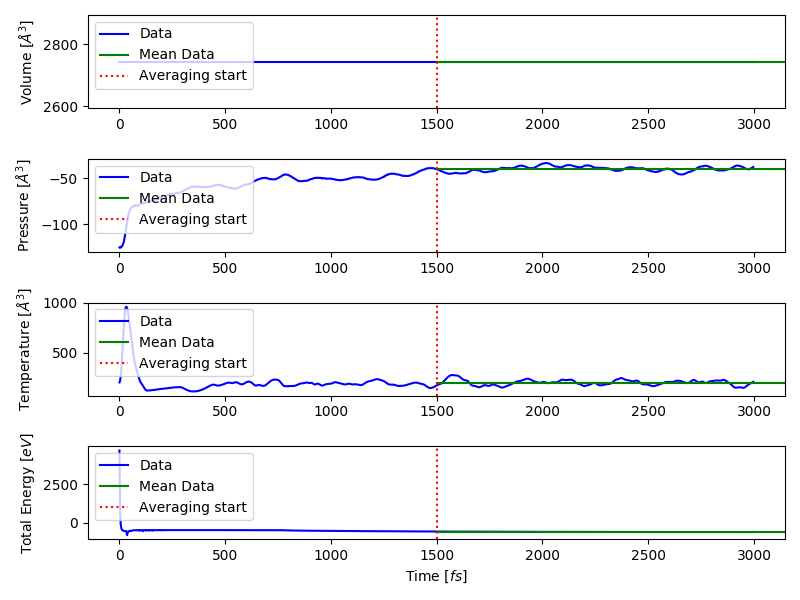 Volume [Å³]
2800
2600
Data
Mean Data
Averaging start
0 500 1000 1500 2000 2500 3000
Pressure [Å³]
−50
−100
Data
Mean Data
Averaging start
0 500 1000 1500 2000 2500 3000
Temperature [Å³]
1000
500
Data
Mean Data
Averaging start
0 500 1000 1500 2000 2500 3000
Total Energy [eV]
2500
0
Data
Mean Data
Averaging start
0 500 1000 1500 2000 2500 3000
Time [fs]